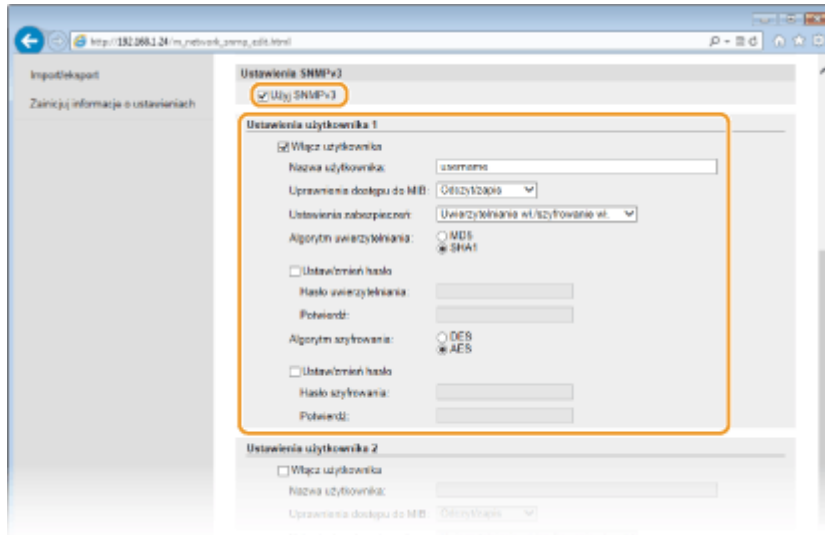 http://192.168.1.24/m_network_snmp_edit.html
Import/eksport
Zainicjuj informacje o ustawieniach
Ustawienia SNMPv3
Użyj SNMPv3
Ustawienia użytkownika 1
Włącz użytkownika
Nazwa użytkownika: username
Uprawnienia dostępu do MIB: Odczyt/zapis
Ustawienia zabezpieczeń: Uwierzytelnianie wł./szyfrowanie wł.
Algorytm uwierzytelniania: MD5
SHA1
Ustaw/zmień hasło
Hasło uwierzytelniania:
Potwierdź:
Algorytm szyfrowania: DES
AES
Ustaw/zmień hasło
Hasło szyfrowania:
Potwierdź:
Ustawienia użytkownika 2
Włącz użytkownika
Nazwa użytkownika:
Uprawnienia dostępu do MIB: Odczyt/zapis